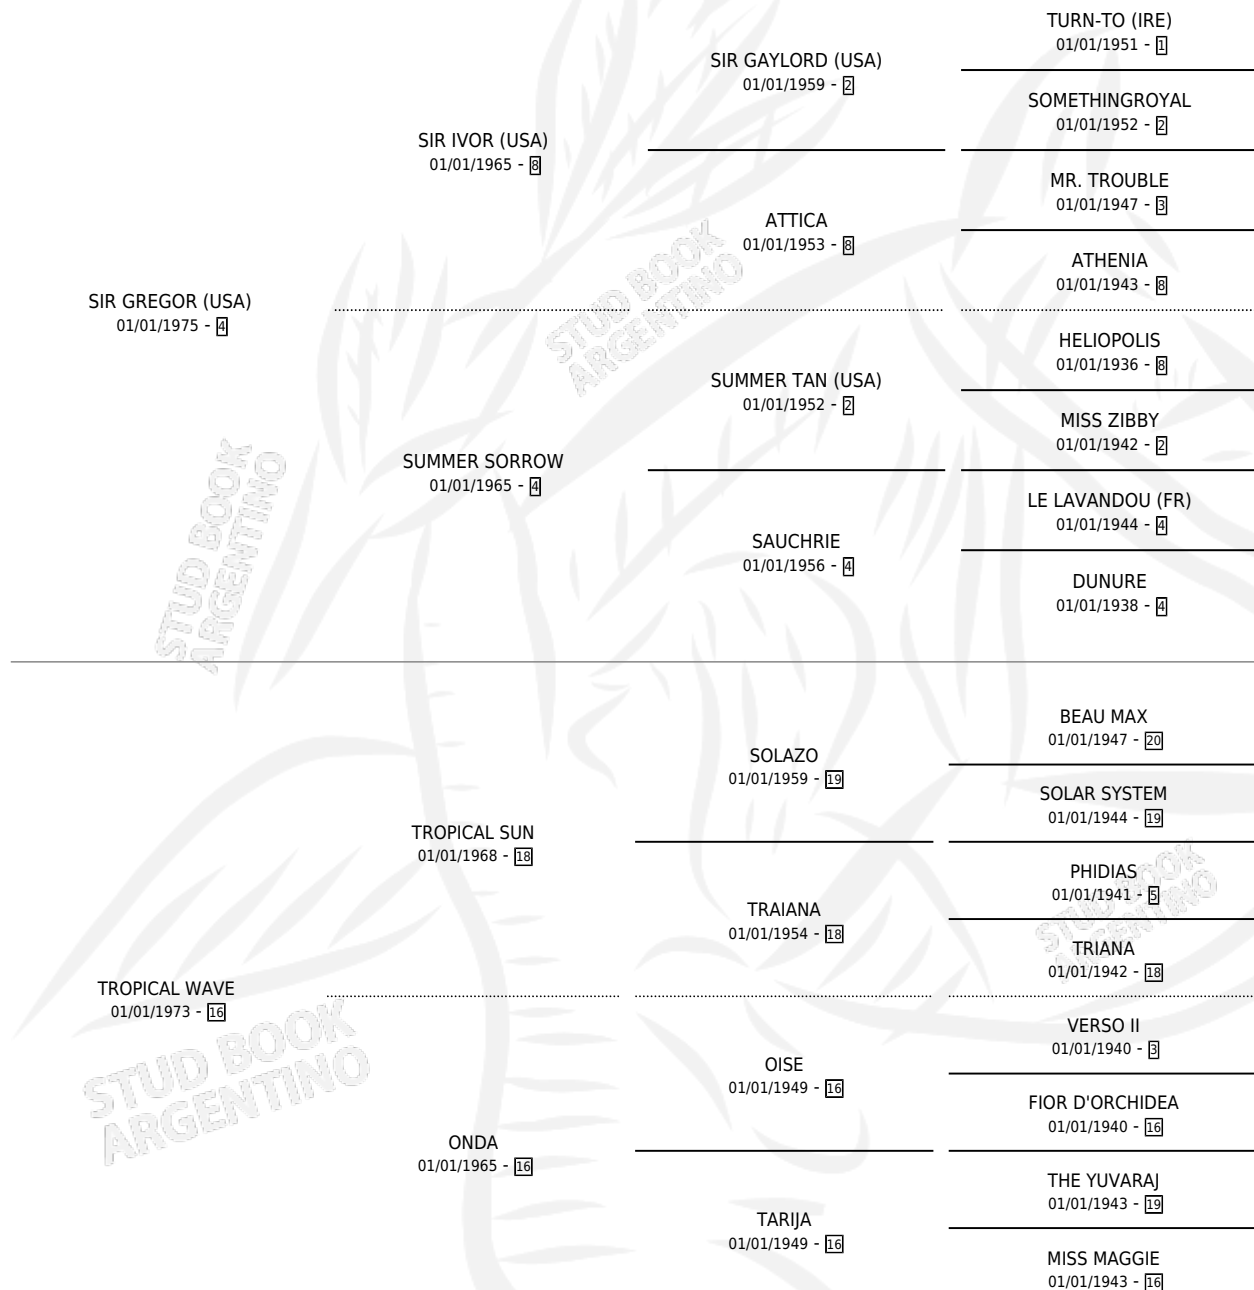 TURN-TO (IRE)
01/01/1951 - 1
SIR GAYLORD (USA)
01/01/1959 - 2
SOMETHINGROYAL
01/01/1952 - 2
SIR IVOR (USA)
01/01/1965 - 8
MR. TROUBLE
01/01/1947 - 3
ATTICA
01/01/1953 - 8
ATHENIA
01/01/1943 - 8
SIR GREGOR (USA)
01/01/1975 - 4
HELIOPOLIS
01/01/1936 - 8
SUMMER TAN (USA)
01/01/1952 - 2
MISS ZIBBY
01/01/1942 - 2
SUMMER SORROW
01/01/1965 - 4
LE LAVANDOU (FR)
01/01/1944 - 4
SAUCHRIE
01/01/1956 - 4
DUNURE
01/01/1938 - 4
BEAU MAX
01/01/1947 - 20
SOLAZO
01/01/1959 - 19
SOLAR SYSTEM
01/01/1944 - 19
TROPICAL SUN
01/01/1968 - 18
PHIDIAS
01/01/1941 - 5
TRAIANA
01/01/1954 - 18
TRIANA
01/01/1942 - 18
TROPICAL WAVE
01/01/1973 - 16
VERSO II
01/01/1940 - 3
OISE
01/01/1949 - 16
FIOR D'ORCHIDEA
01/01/1940 - 16
ONDA
01/01/1965 - 16
THE YUVARAJ
01/01/1943 - 19
TARIJA
01/01/1949 - 16
MISS MAGGIE
01/01/1943 - 16
STUD BOOK
ARGENTINO
STUD BOOK
ARGENTINO
STUD BOOK
ARGENTINO
STUD BOOK
ARGENTINO